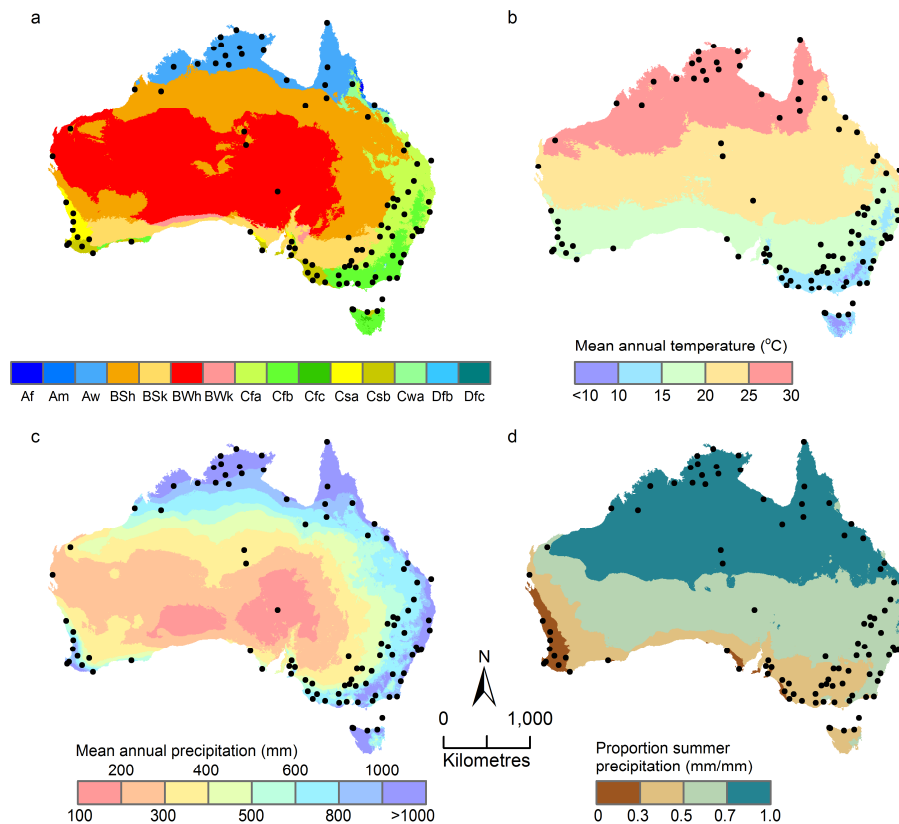 a
b
Mean annual temperature (°C)
Af Am Aw BSh BSk BWh BWk Cfa Cfb Cfc Csa Csb Cwa Dfb Dfc
<10 10 15 20 25 30
c
d
N
0 1,000
Kilometres
Mean annual precipitation (mm)
200 400 600 1000
100 300 500 800 >1000
Proportion summer
precipitation (mm/mm)
0 0.3 0.5 0.7 1.0